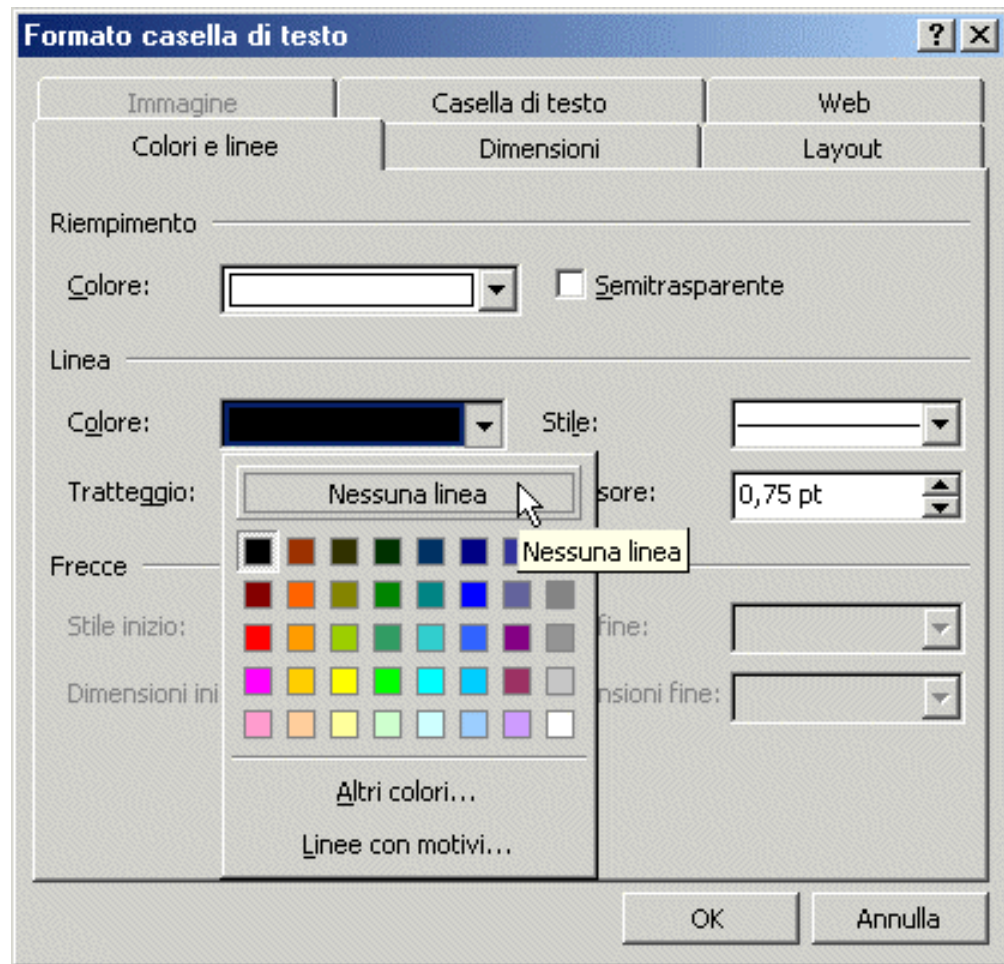 Formato casella di testo
Immagine
Casella di testo
Web
Colori e linee
Dimensioni
Layout
Riempimento
Colore:
Semitrasparente
Linea
Colore:
Stile:
Tratteggio:
Nessuna linea
sore:
0,75 pt
Nessuna linea
Frecce
Stile inizio:
fine:
Dimensioni ini
nsioni fine:
Altri colori...
Linee con motivi...
OK
Annulla